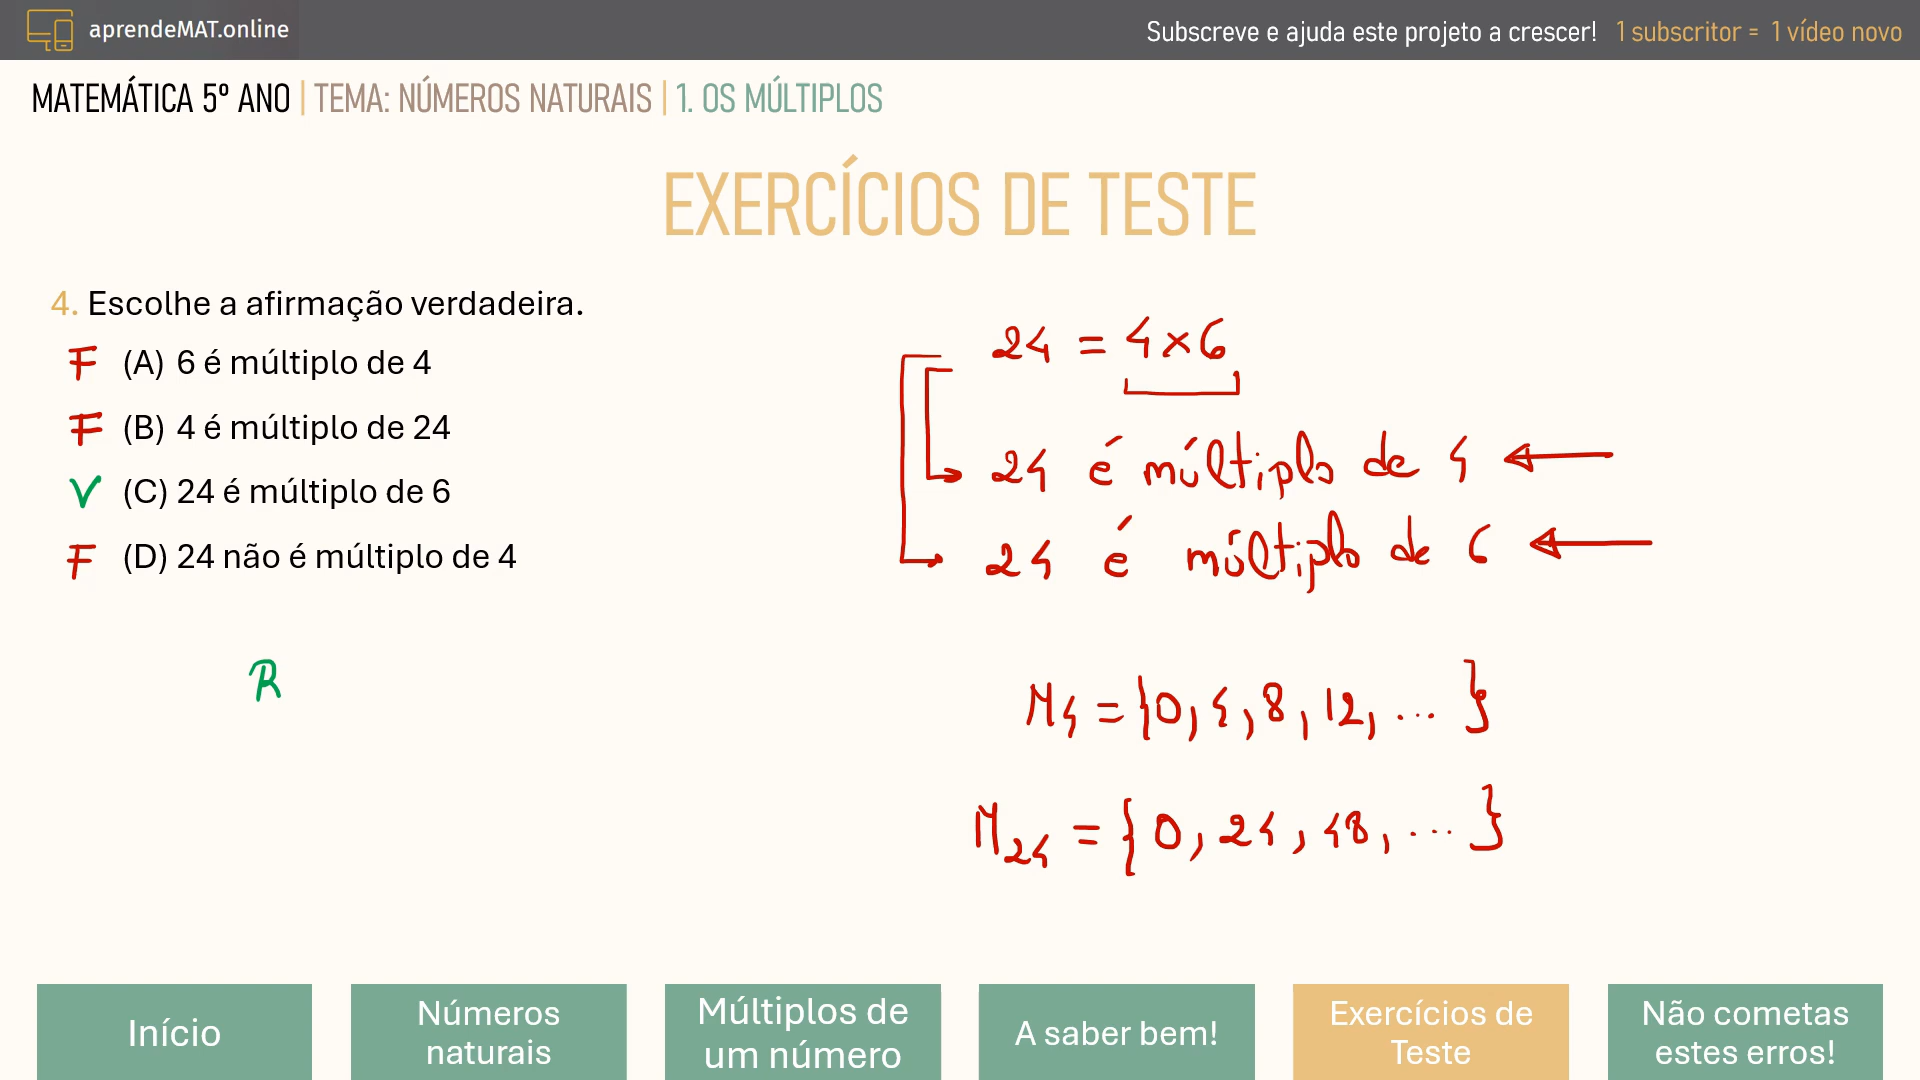 aprendeMAT.online
Subscreve e ajuda este projeto a crescer! 1 subscritor = 1 vídeo novo
MATEMÁTICA 5º ANO | TEMA: NÚMEROS NATURAIS | 1. OS MÚLTIPLOS
EXERCÍCIOS DE TESTE
4. Escolhe a afirmação verdadeira.
F (A) 6 é múltiplo de 4
F (B) 4 é múltiplo de 24
V (C) 24 é múltiplo de 6
F (D) 24 não é múltiplo de 4
R
24 = 4 × 6
24 é múltiplo de 4
24 é múltiplo de 6
M4 = {0, 4, 8, 12, ... }
M24 = { 0, 24, 48, ... }
Início
Números
naturais
Múltiplos de
um número
A saber bem!
Exercícios de
Teste
Não cometas
estes erros!